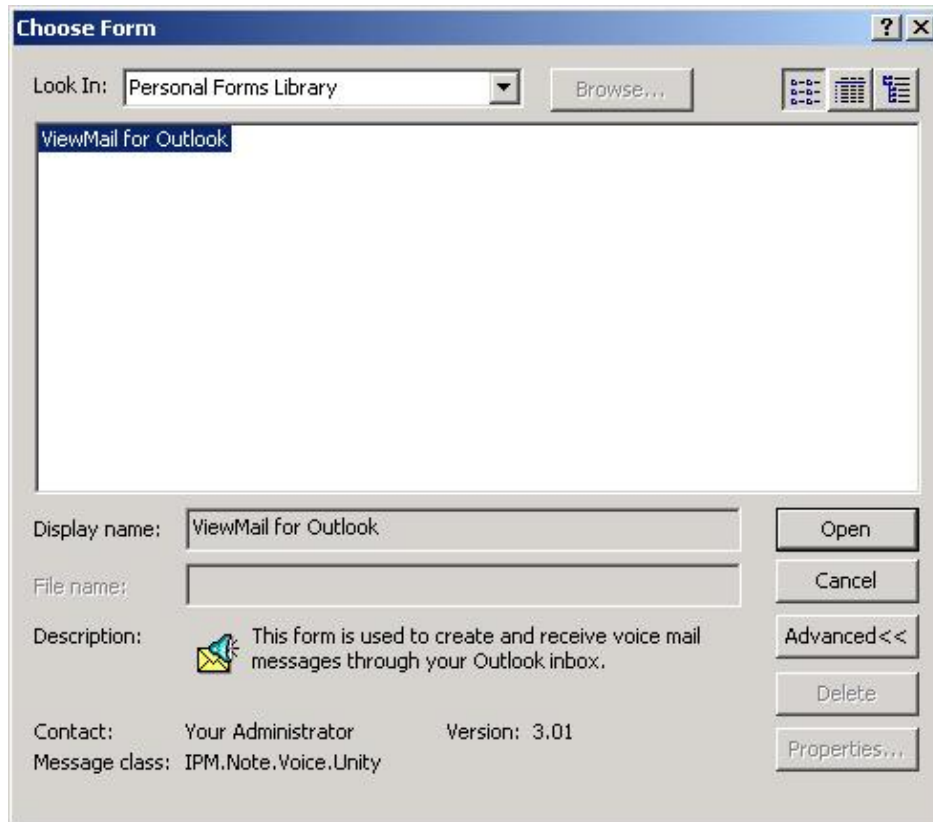 Choose Form
Look In: Personal Forms Library Browse...
ViewMail for Outlook
Display name: ViewMail for Outlook Open
File name: Cancel
Description: This form is used to create and receive voice mail Advanced<<
messages through your Outlook inbox.
Delete
Contact: Your Administrator Version: 3.01
Properties...
Message class: IPM.Note.Voice.Unity